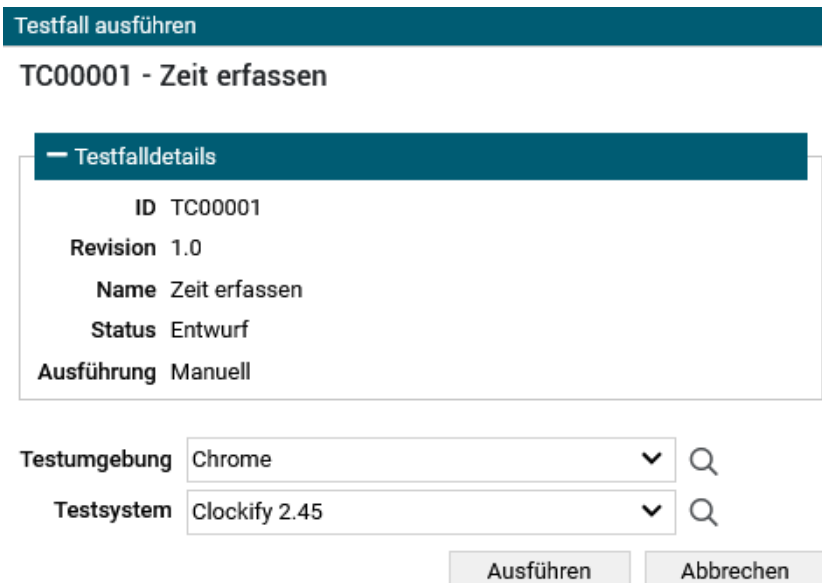 Testfall ausführen
TC00001 - Zeit erfassen
Testfalldetails
ID TC00001
Revision 1.0
Name Zeit erfassen
Status Entwurf
Ausführung Manuell
Testumgebung Chrome
Testsystem Clockify 2.45
Ausführen Abbrechen